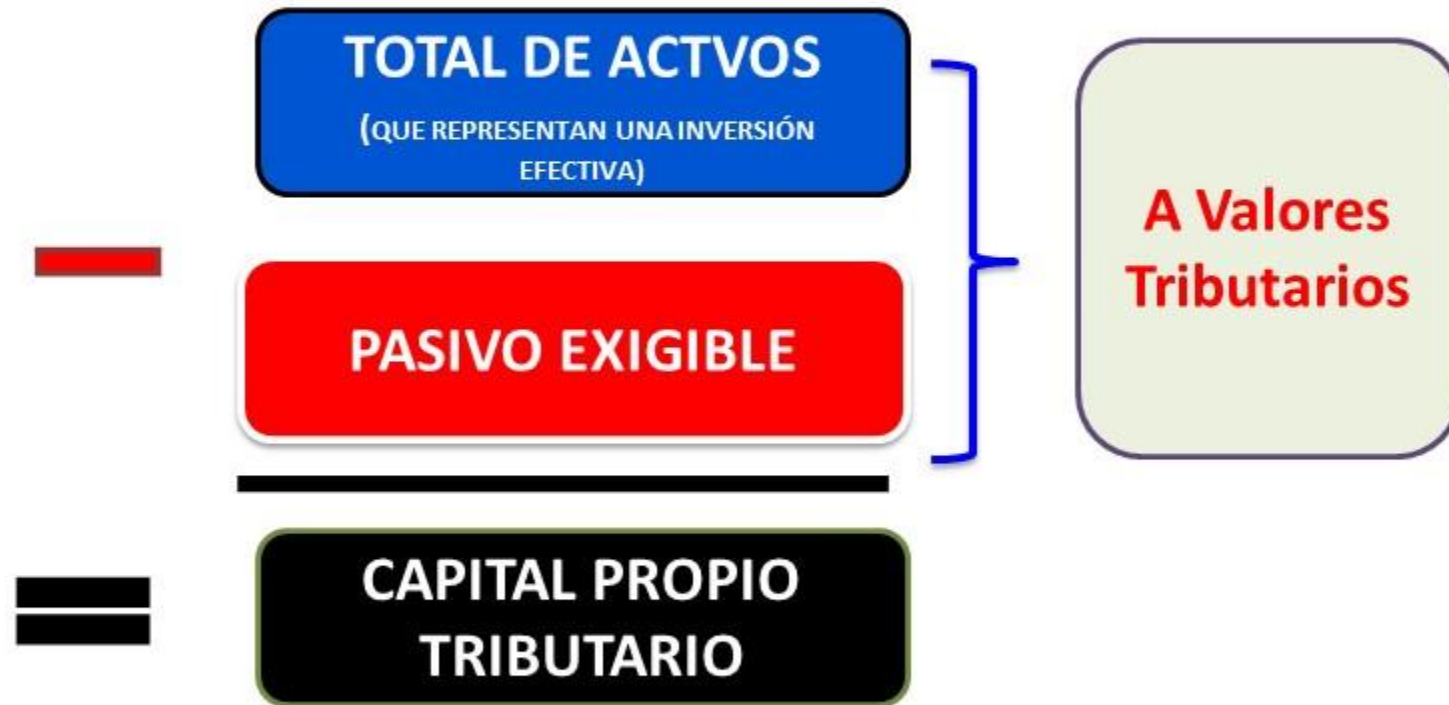 TOTAL DE ACTVOS
(QUE REPRESENTAN UNA INVERSIÓN
EFECTIVA)
A Valores
Tributarios
PASIVO EXIGIBLE
CAPITAL PROPIO
TRIBUTARIO